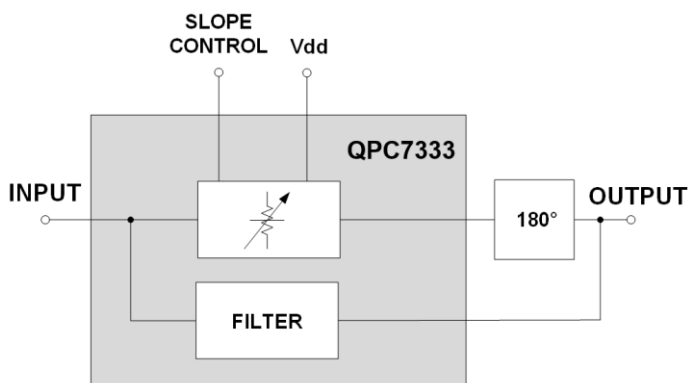 SLOPE
CONTROL
Vdd
QPC7333
INPUT
180°
OUTPUT
FILTER